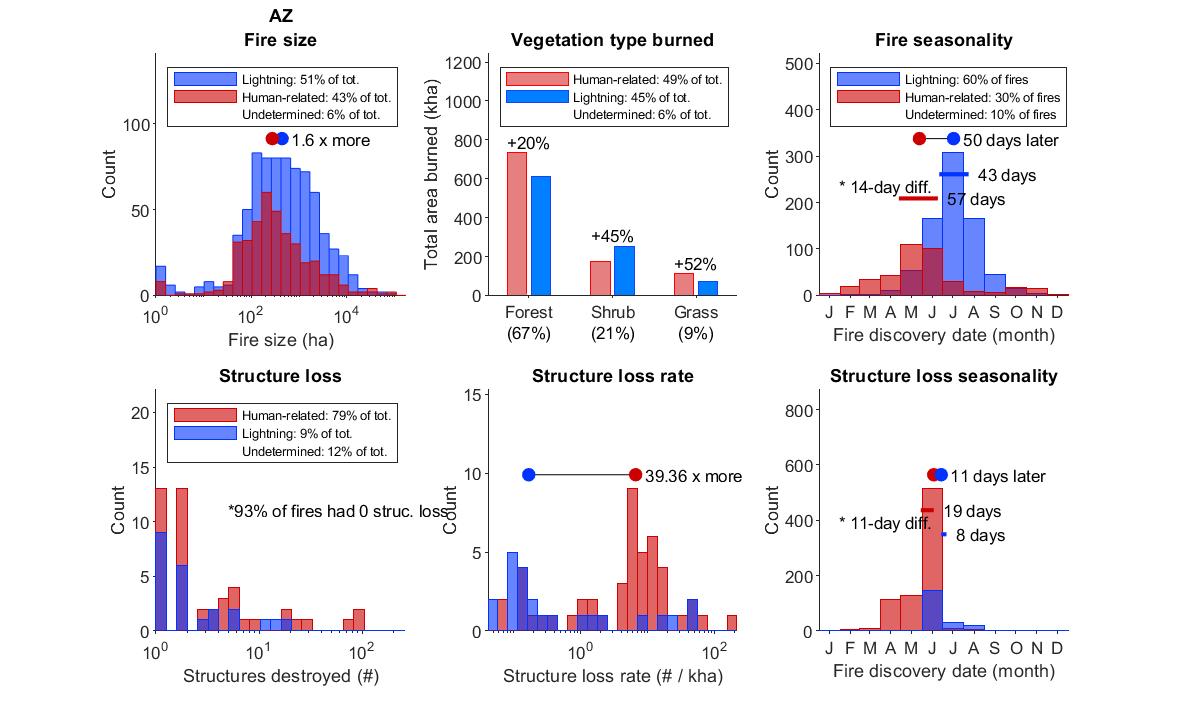 AZ
Fire size
Lightning: 51% of tot.
Human-related: 43% of tot.
Undetermined: 6% of tot.
1.6 x more
100
50
0
Count
10^0
10^2
10^4
Fire size (ha)
Vegetation type burned
Human-related: 49% of tot.
Lightning: 45% of tot.
Undetermined: 6% of tot.
1200
1000
800
600
400
200
0
Total area burned (kha)
+20%
+45%
+52%
Forest
(67%)
Shrub
(21%)
Grass
(9%)
Fire seasonality
Lightning: 60% of fires
Human-related: 30% of fires
Undetermined: 10% of fires
50 days later
43 days
* 14-day diff.
57 days
500
400
300
200
100
0
Count
J F M A M J J A S O N D
Fire discovery date (month)
Structure loss
Human-related: 79% of tot.
Lightning: 9% of tot.
Undetermined: 12% of tot.
*93% of fires had 0 struc. loss
20
15
10
5
0
Count
10^0
10^1
10^2
Structures destroyed (#)
Structure loss rate
39.36 x more
15
10
5
0
Count
10^0
10^2
Structure loss rate (# / kha)
Structure loss seasonality
11 days later
19 days
* 11-day diff.
8 days
800
600
400
200
0
Count
J F M A M J J A S O N D
Fire discovery date (month)